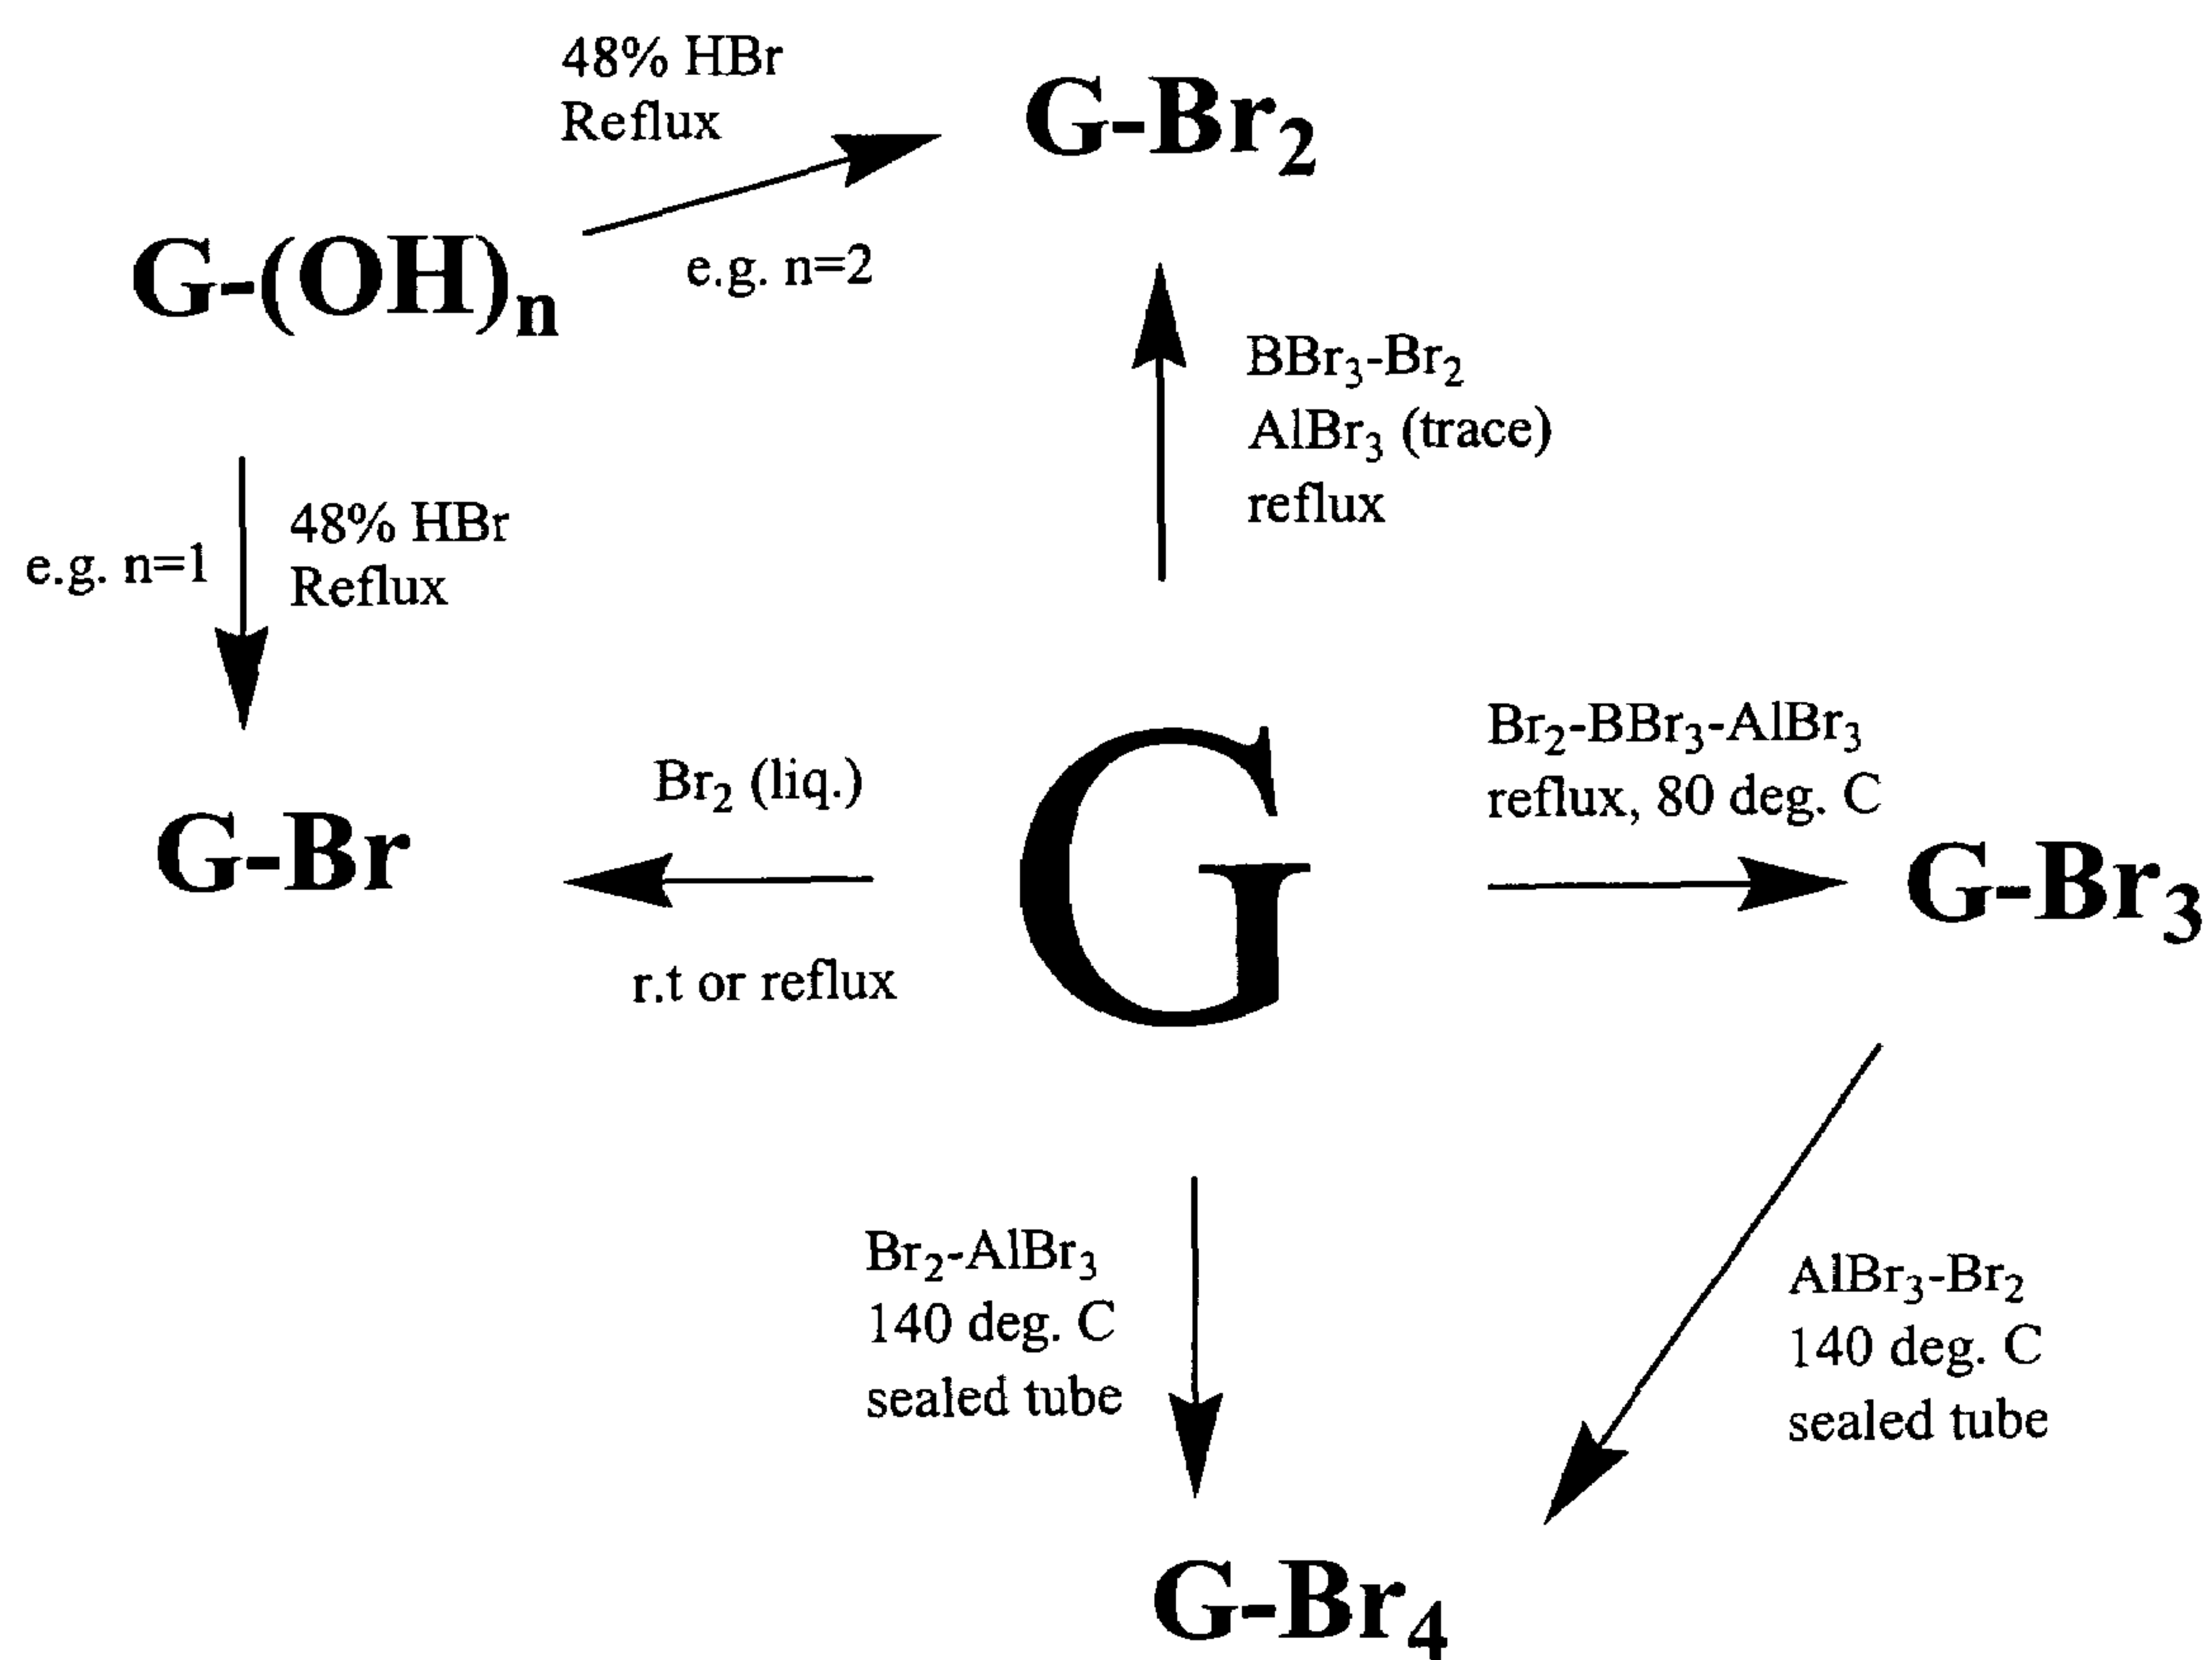 48% HBr
Reflux
G-Br₂
G-(OH)ₙ
e.g. n=2
BBr₃-Br₂
AlBr₃ (trace)
reflux
e.g. n=1
48% HBr
Reflux
Br₂ (liq.)
r.t or reflux
G-Br
G
Br₂-BBr₃-AlBr₃
reflux, 80 deg. C
G-Br₃
Br₂-AlBr₃
140 deg. C
sealed tube
AlBr₃-Br₂
140 deg. C
sealed tube
G-Br₄